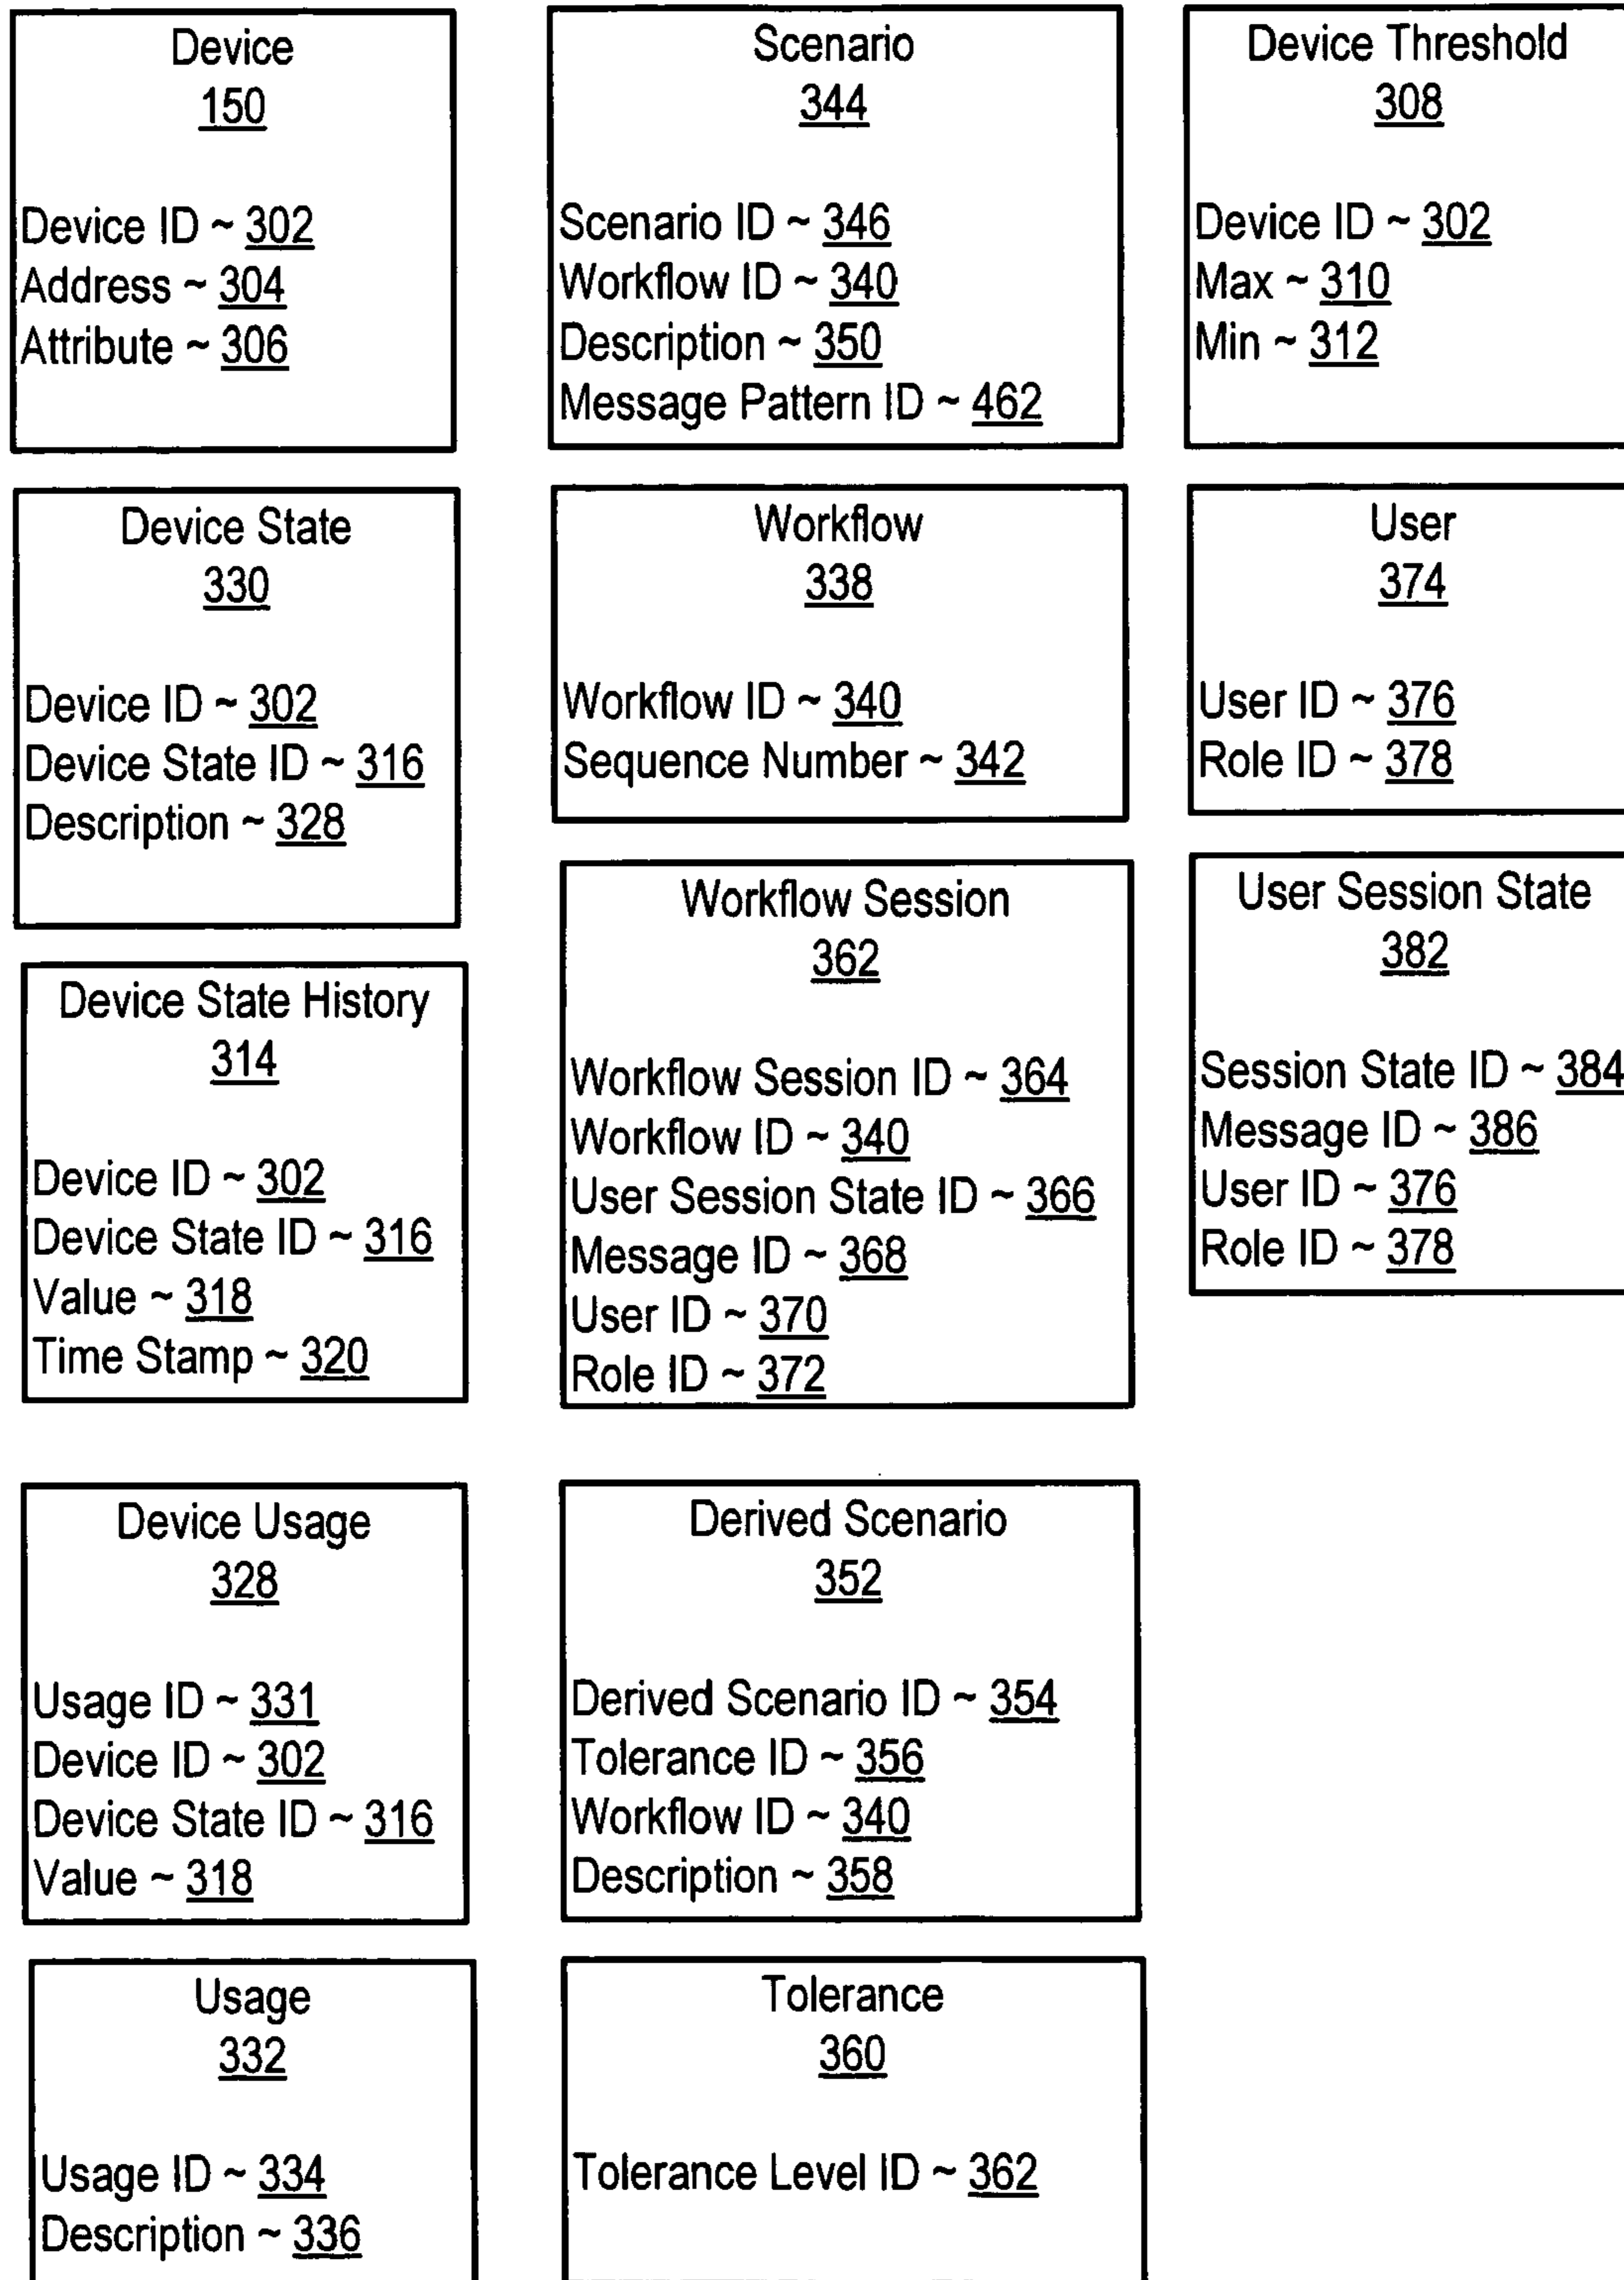 Device
150
Device ID ~ 302
Address ~ 304
Attribute ~ 306
Scenario
344
Scenario ID ~ 346
Workflow ID ~ 340
Description ~ 350
Message Pattern ID ~ 462
Device Threshold
308
Device ID ~ 302
Max ~ 310
Min ~ 312
Device State
330
Device ID ~ 302
Device State ID ~ 316
Description ~ 328
Workflow
338
Workflow ID ~ 340
Sequence Number ~ 342
User
374
User ID ~ 376
Role ID ~ 378
Device State History
314
Device ID ~ 302
Device State ID ~ 316
Value ~ 318
Time Stamp ~ 320
Workflow Session
362
Workflow Session ID ~ 364
Workflow ID ~ 340
User Session State ID ~ 366
Message ID ~ 368
User ID ~ 370
Role ID ~ 372
User Session State
382
Session State ID ~ 384
Message ID ~ 386
User ID ~ 376
Role ID ~ 378
Device Usage
328
Usage ID ~ 331
Device ID ~ 302
Device State ID ~ 316
Value ~ 318
Derived Scenario
352
Derived Scenario ID ~ 354
Tolerance ID ~ 356
Workflow ID ~ 340
Description ~ 358
Usage
332
Usage ID ~ 334
Description ~ 336
Tolerance
360
Tolerance Level ID ~ 362